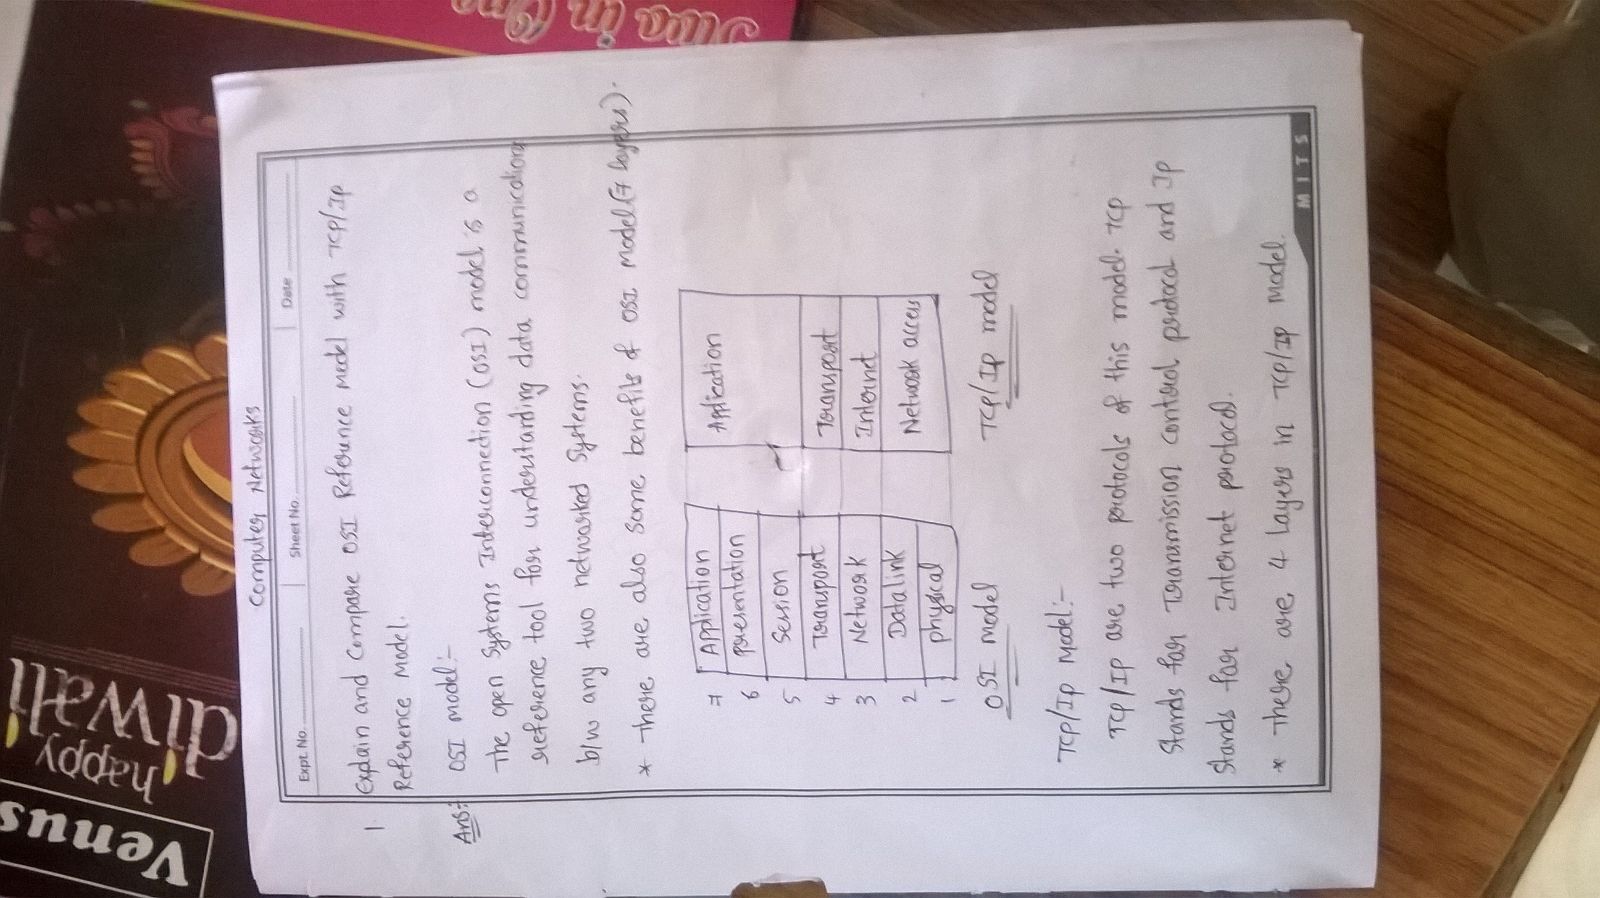 Venus
happy
diwali
Computer Networks
Expt. No.
Sheet No.
Date
1 Explain and Compare OSI Reference Model with TCP/IP
Reference Model.
Ans:- OSI model:-
The open Systems Interconnection (OSI) model is a
reference tool for understanding data communication
b/w any two networked Systems.
* There are also some benefits of OSI model (7 layers).
7 Application
6 presentation
5 Session
4 Transport
3 Network
2 Datalink
1 physical
OSI model
Application
Transport
Internet
Network access
TCP/IP model
TCP/IP Model:-
TCP/IP are two protocols of this model. TCP
Stands for Transmission control protocol and Ip
Stands for Internet protocol.
* There are 4 Layers in TCP/IP Model.
MITS
in